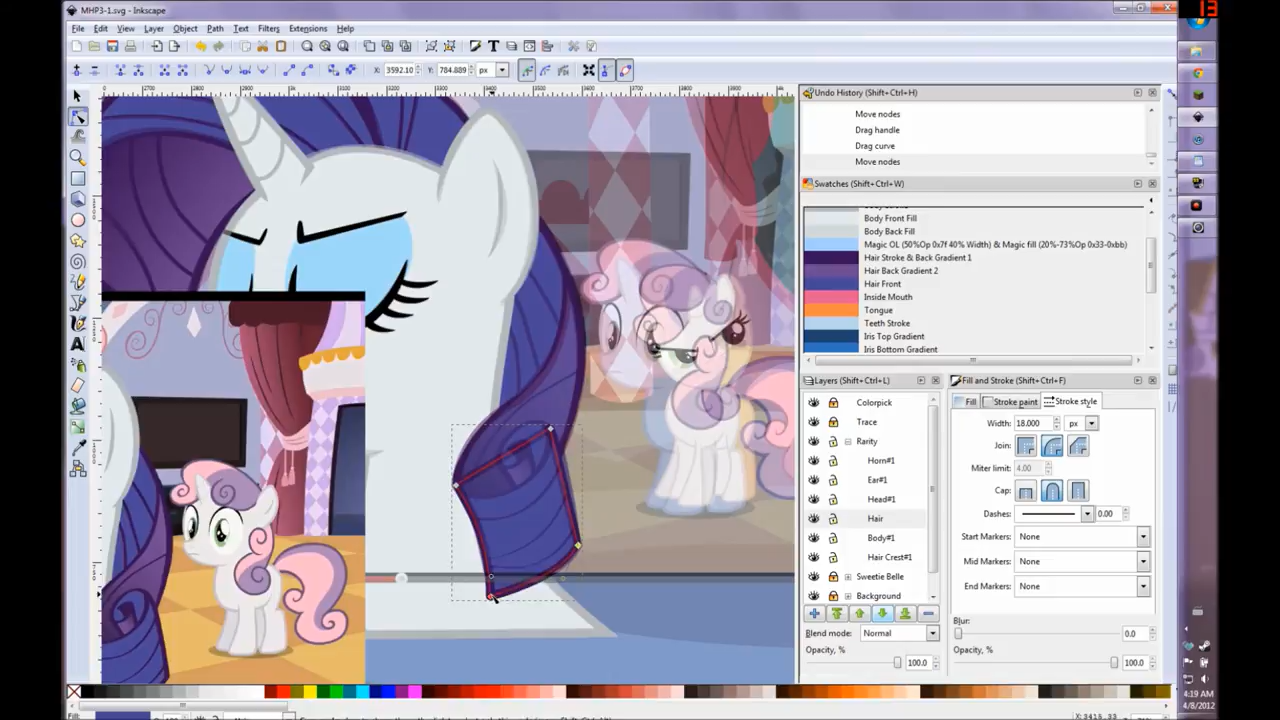 13
MHP3-1.svg - Inkscape
File Edit View Layer Object Path Text Filters Extensions Help
X: 3592.10 Y: 784.889 px
Undo History (Shift+Ctrl+H)
Move nodes
Drag handle
Drag curve
Move nodes
Swatches (Shift+Ctrl+W)
Body Front Fill
Body Back Fill
Magic OL (50%Op 0x7f 40% Width) & Magic fill (20%-73%Op 0x33-0xbb)
Hair Stroke & Back Gradient 1
Hair Back Gradient 2
Hair Front
Inside Mouth
Tongue
Teeth Stroke
Iris Top Gradient
Iris Bottom Gradient
Layers (Shift+Ctrl+L)
Colorpick
Trace
Rarity
Horn#1
Ear#1
Head#1
Hair
Body#1
Hair Crest#1
Sweetie Belle
Background
Blend mode: Normal
Opacity, % 100.0
Fill and Stroke (Shift+Ctrl+F)
Fill Stroke paint Stroke style
Width: 18.000 px
Join:
Miter limit: 4.00
Cap:
Dashes: 0.00
Start Markers: None
Mid Markers: None
End Markers: None
Blur:
0.0
Opacity, %
100.0
4:19 AM
4/8/2012